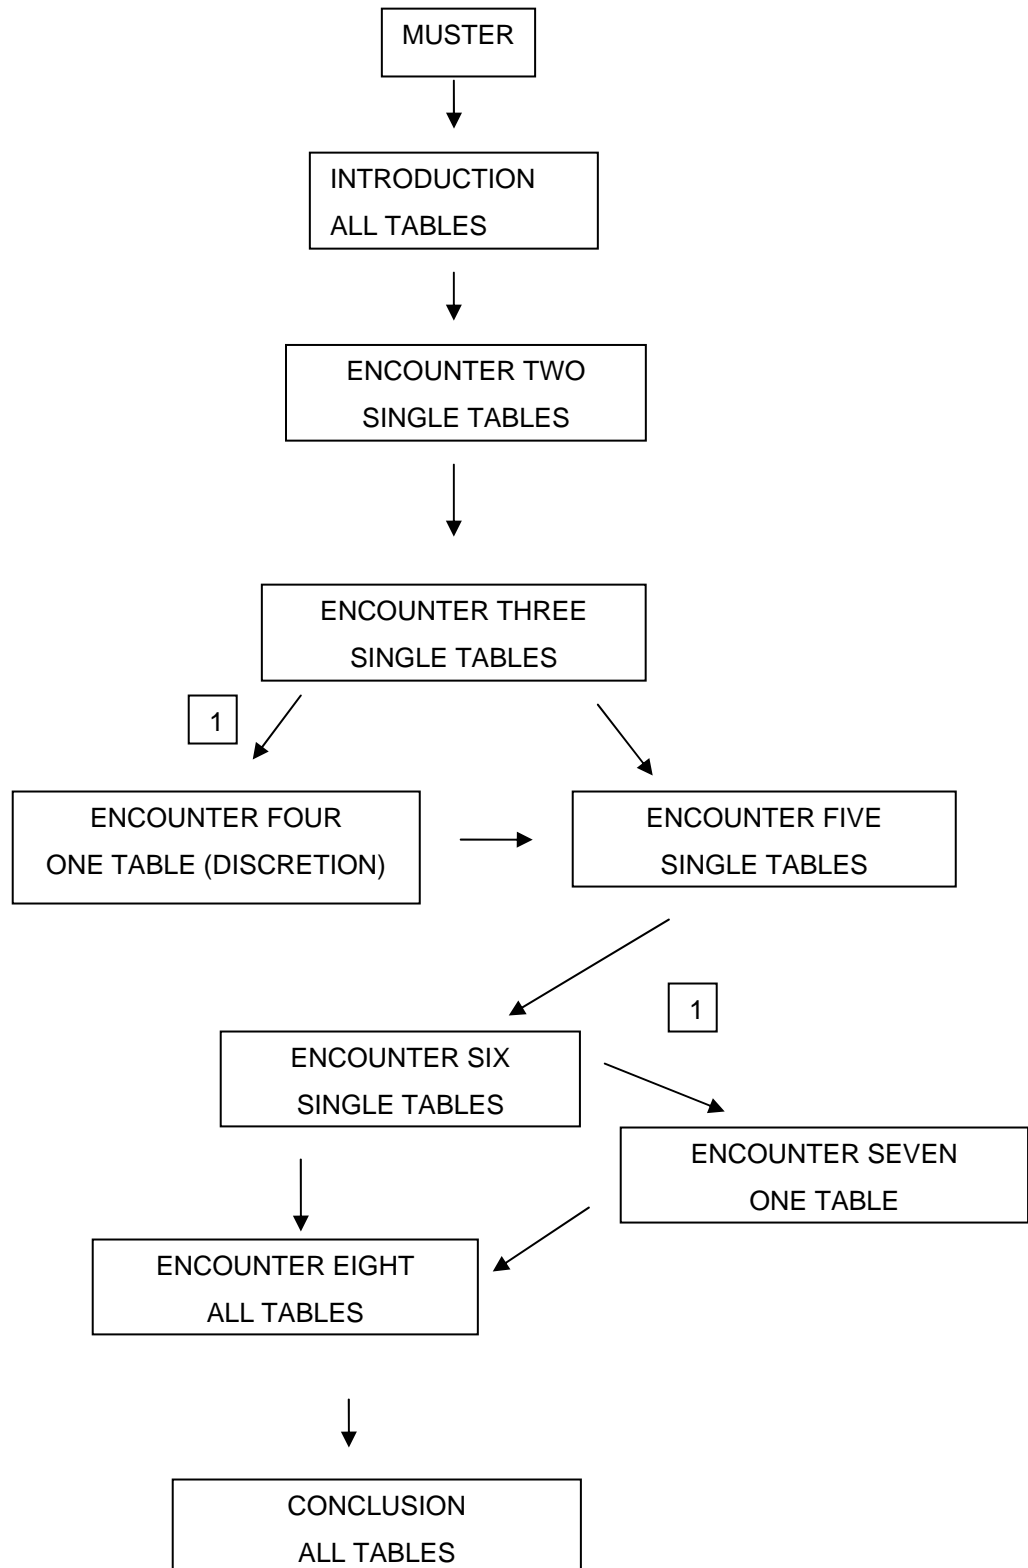 MUSTER
INTRODUCTION
ALL TABLES
ENCOUNTER TWO
SINGLE TABLES
ENCOUNTER THREE
SINGLE TABLES
1
ENCOUNTER FOUR
ONE TABLE (DISCRETION)
ENCOUNTER FIVE
SINGLE TABLES
1
ENCOUNTER SIX
SINGLE TABLES
ENCOUNTER SEVEN
ONE TABLE
ENCOUNTER EIGHT
ALL TABLES
CONCLUSION
ALL TABLES